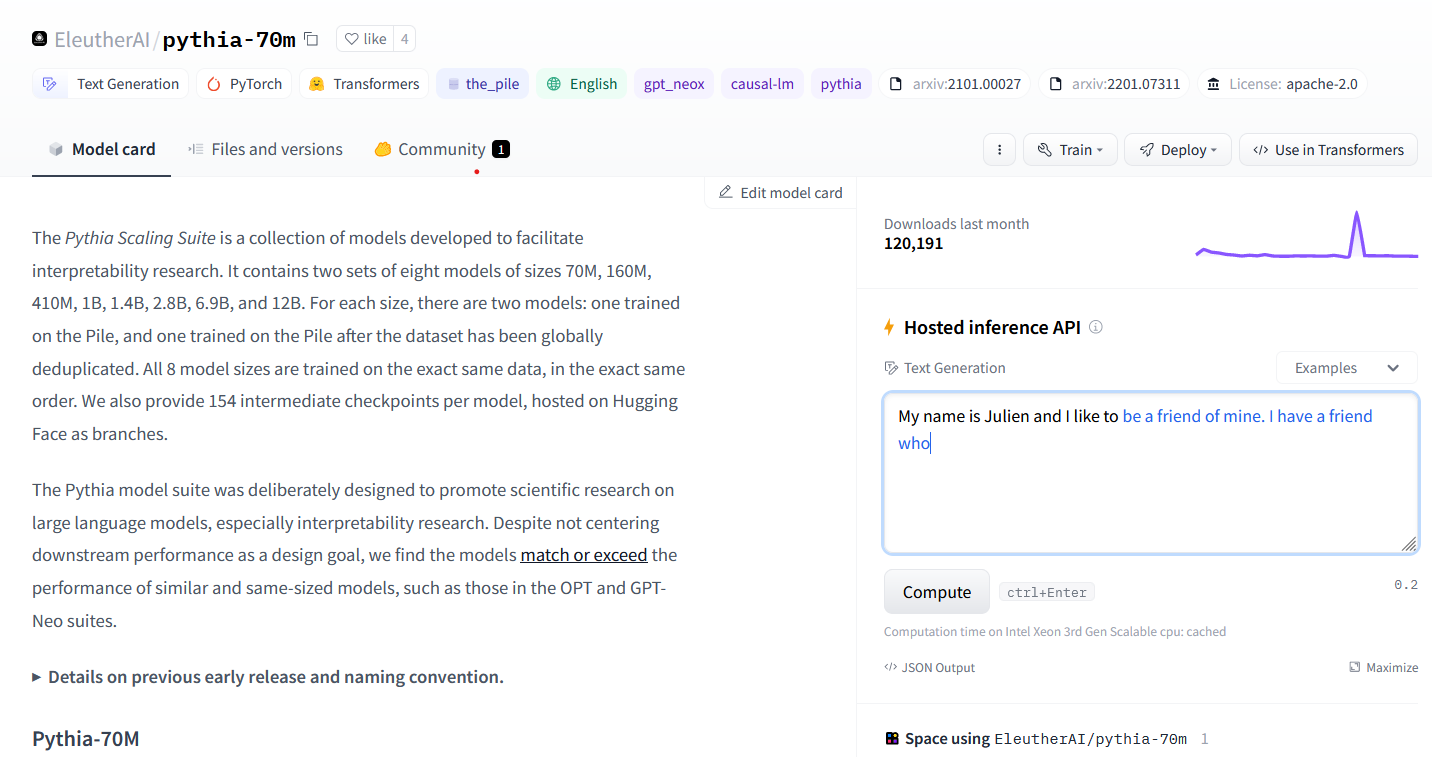 EleutherAI/pythia-70m
like 4
Text Generation PyTorch Transformers the_pile English gpt_neox causal-lm pythia arxiv:2101.00027 arxiv:2201.07311 License: apache-2.0
Model card Files and versions Community 1
Train Deploy </> Use in Transformers
Edit model card
The Pythia Scaling Suite is a collection of models developed to facilitate
interpretability research. It contains two sets of eight models of sizes 70M, 160M,
410M, 1B, 1.4B, 2.8B, 6.9B, and 12B. For each size, there are two models: one trained
on the Pile, and one trained on the Pile after the dataset has been globally
deduplicated. All 8 model sizes are trained on the exact same data, in the exact same
order. We also provide 154 intermediate checkpoints per model, hosted on Hugging
Face as branches.
The Pythia model suite was deliberately designed to promote scientific research on
large language models, especially interpretability research. Despite not centering
downstream performance as a design goal, we find the models match or exceed the
performance of similar and same-sized models, such as those in the OPT and GPT-
Neo suites.
Details on previous early release and naming convention.
Pythia-70M
Downloads last month
120,191
Hosted inference API
Text Generation
Examples
My name is Julien and I like to be a friend of mine. I have a friend
who
Compute ctrl+Enter 0.2
Computation time on Intel Xeon 3rd Gen Scalable cpu: cached
</> JSON Output Maximize
Space using EleutherAI/pythia-70m 1